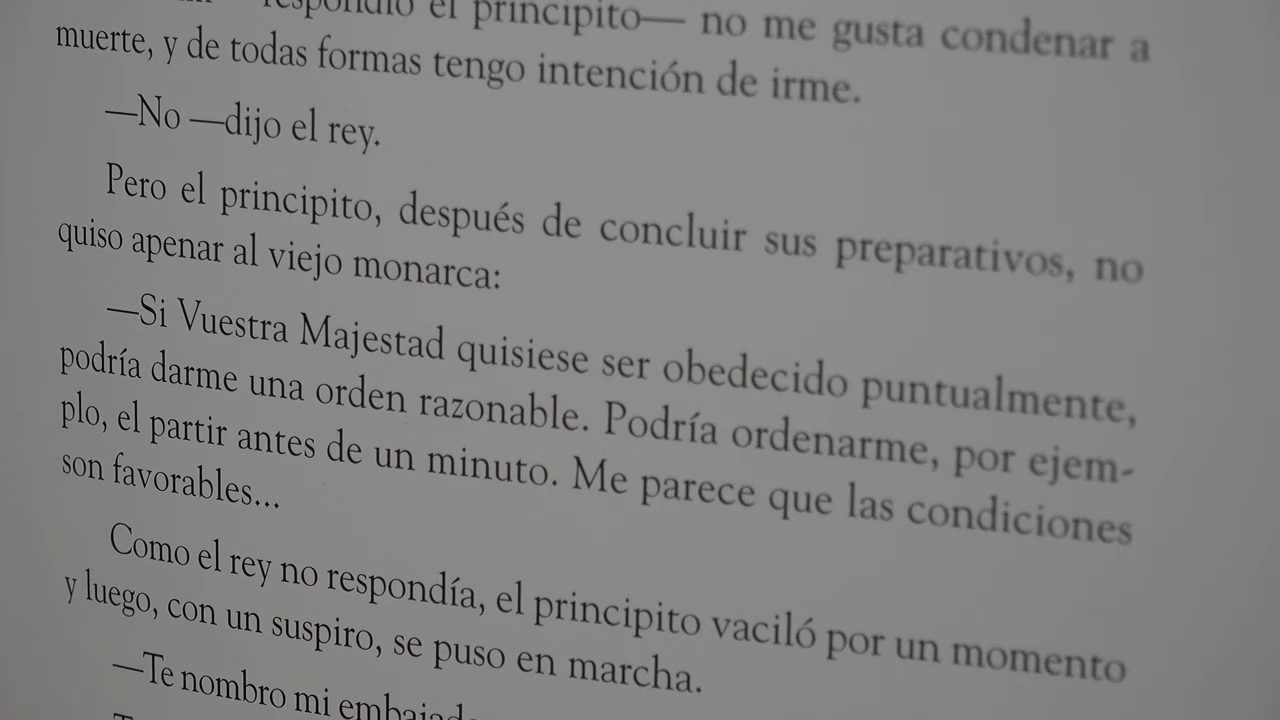 respondió el principito— no me gusta condenar a
muerte, y de todas formas tengo intención de irme.
—No —dijo el rey.
Pero el principito, después de concluir sus preparativos, no
quiso apenar al viejo monarca:
—Si Vuestra Majestad quisiese ser obedecido puntualmente,
podría darme una orden razonable. Podría ordenarme, por ejem-
plo, el partir antes de un minuto. Me parece que las condiciones
son favorables...
Como el rey no respondía, el principito vaciló por un momento
y luego, con un suspiro, se puso en marcha.
—Te nombro mi